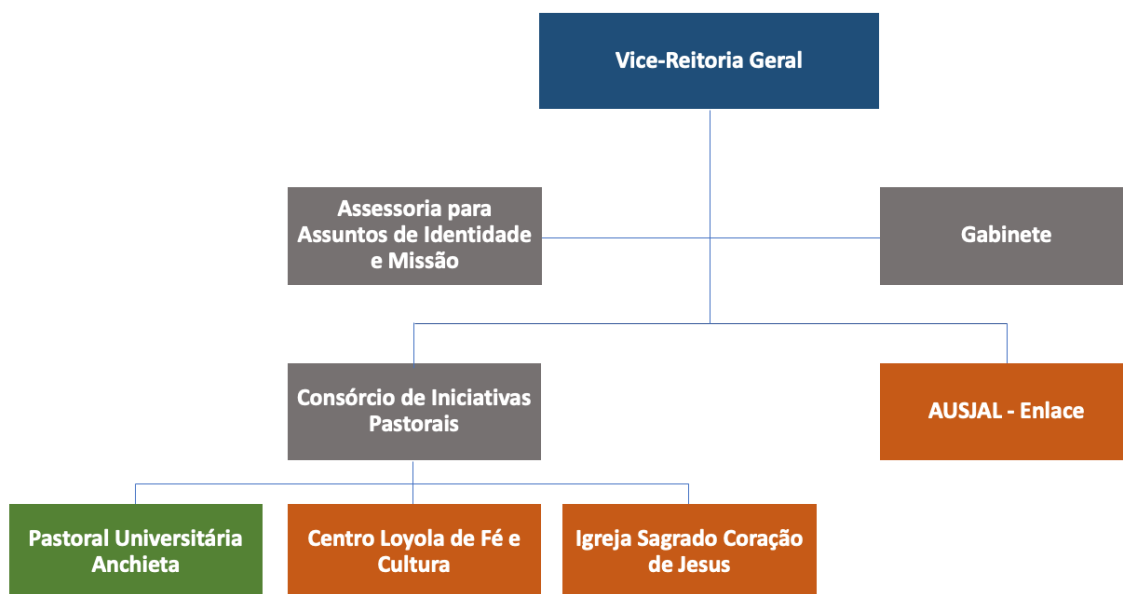 Vice-Reitoria Geral
Assessoria para
Assuntos de Identidade
e Missão
Gabinete
Consórcio de Iniciativas
Pastorais
AUSJAL - Enlace
Pastoral Universitária
Anchieta
Centro Loyola de Fé e
Cultura
Igreja Sagrado Coração
de Jesus